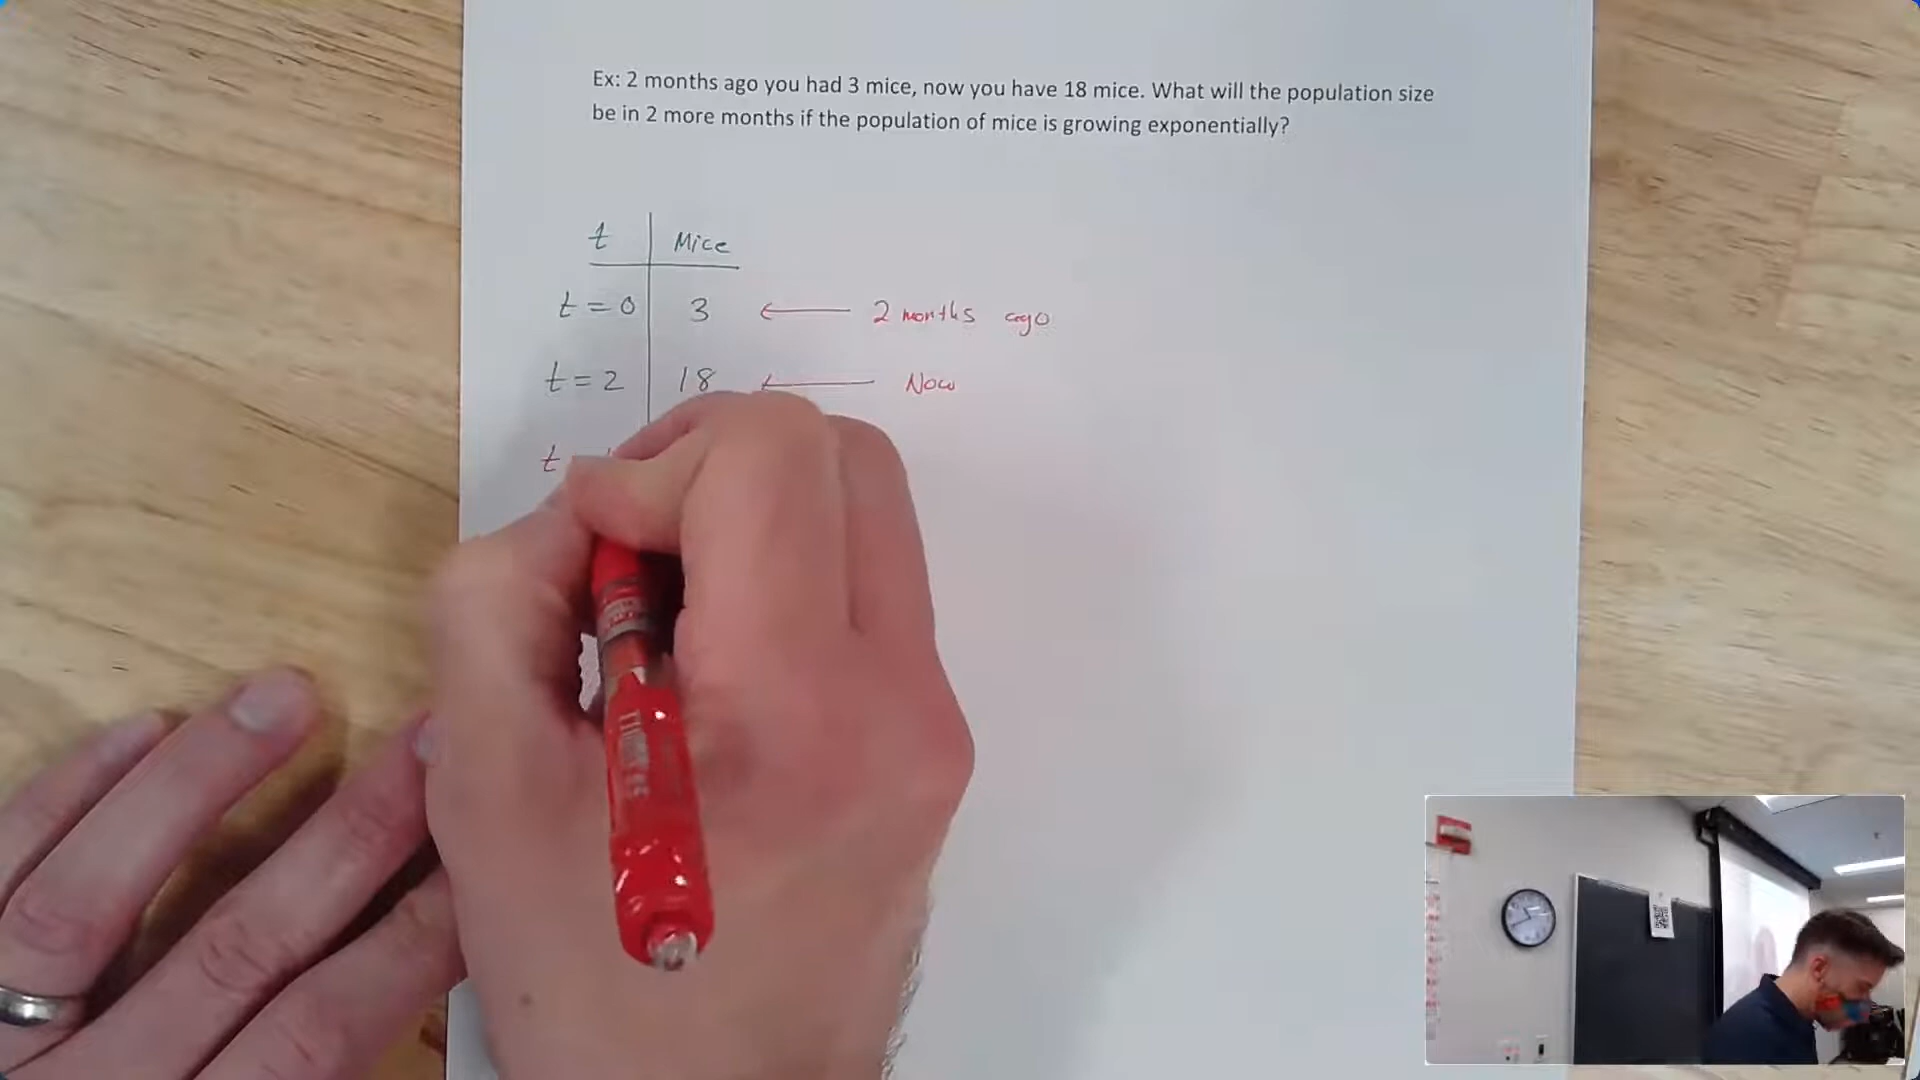 Ex: 2 months ago you had 3 mice, now you have 18 mice. What will the population size
be in 2 more months if the population of mice is growing exponentially?
t Mice
t = 0 3 ← 2 months ago
t = 2 18 ← Now
t